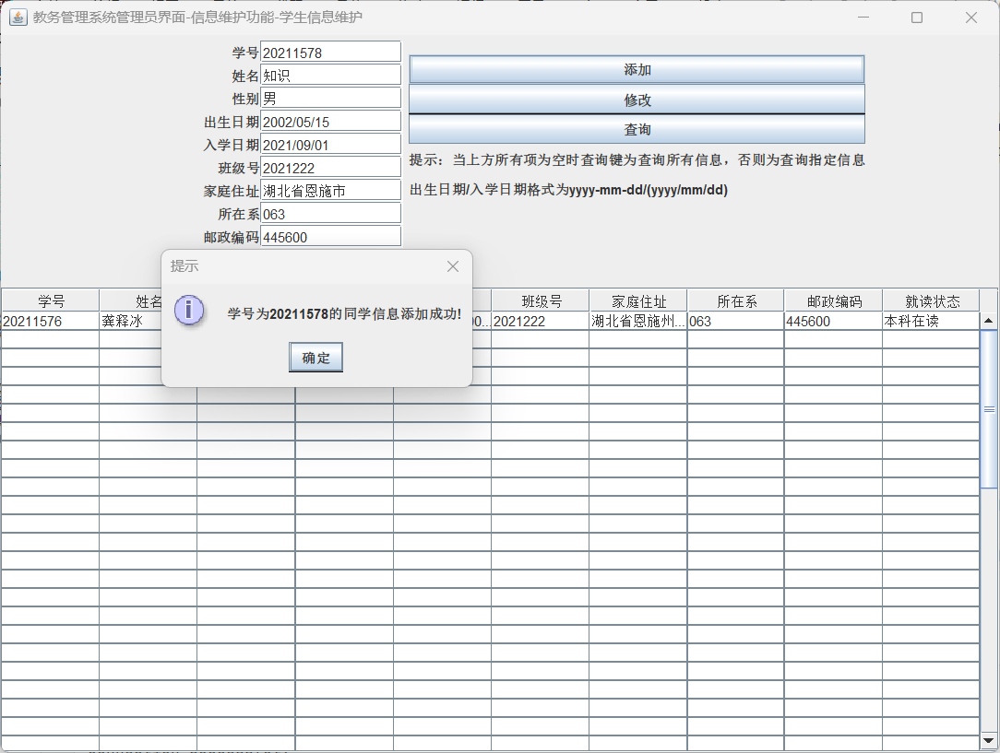 教务管理系统管理员界面-信息维护功能-学生信息维护
学号 20211578
姓名 知识
性别 男
出生日期 2002/05/15
入学日期 2021/09/01
班级号 2021222
家庭住址 湖北省恩施市
所在系 063
邮政编码 445600
添加
修改
查询
提示：当上方所有项为空时查询键为查询所有信息，否则为查询指定信息
出生日期/入学日期格式为yyyy-mm-dd/(yyyy/mm/dd)
提示
学号为20211578的同学信息添加成功!
确定
学号 姓名 班级号 家庭住址 所在系 邮政编码 就读状态
20211576 龚释冰 00... 2021222 湖北省恩施州... 063 445600 本科在读